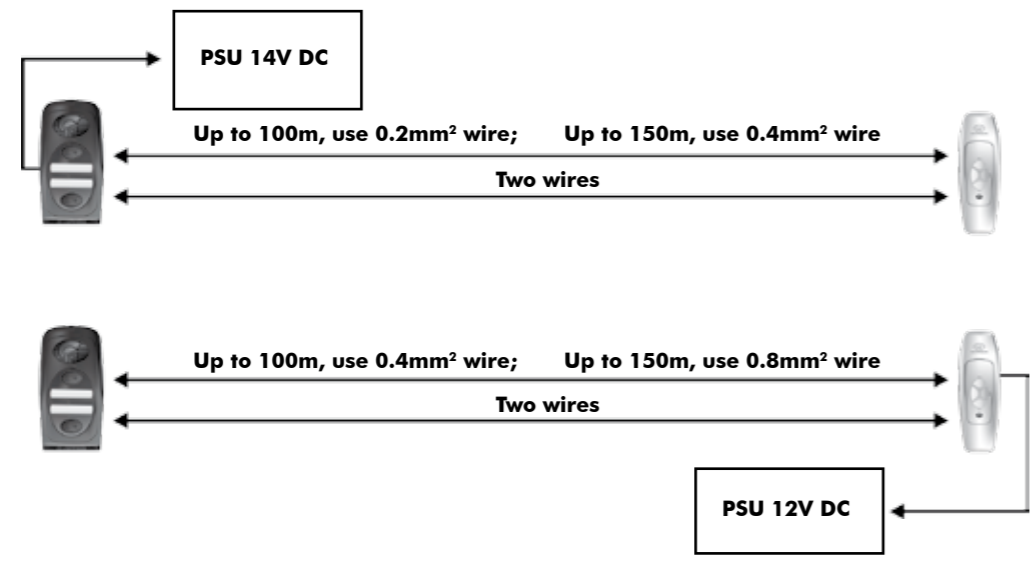 PSU 14V DC
Up to 100m, use 0.2mm² wire; Up to 150m, use 0.4mm² wire
Two wires
Up to 100m, use 0.4mm² wire; Up to 150m, use 0.8mm² wire
Two wires
PSU 12V DC